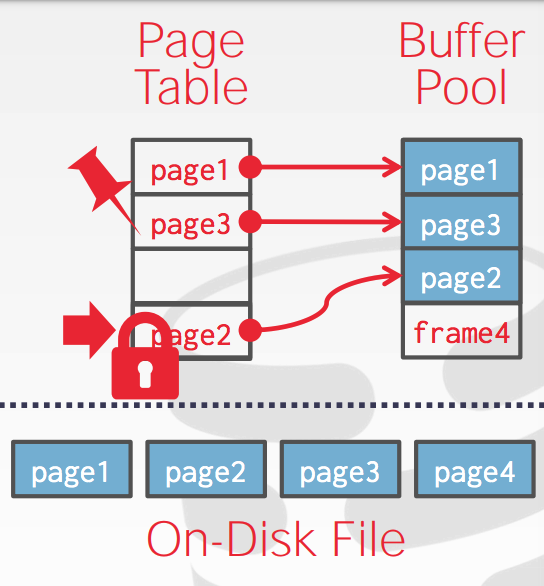 Page
Table
Buffer
Pool
page1
page3
page2
page1
page3
page2
frame4
page1
page2
page3
page4
On-Disk File